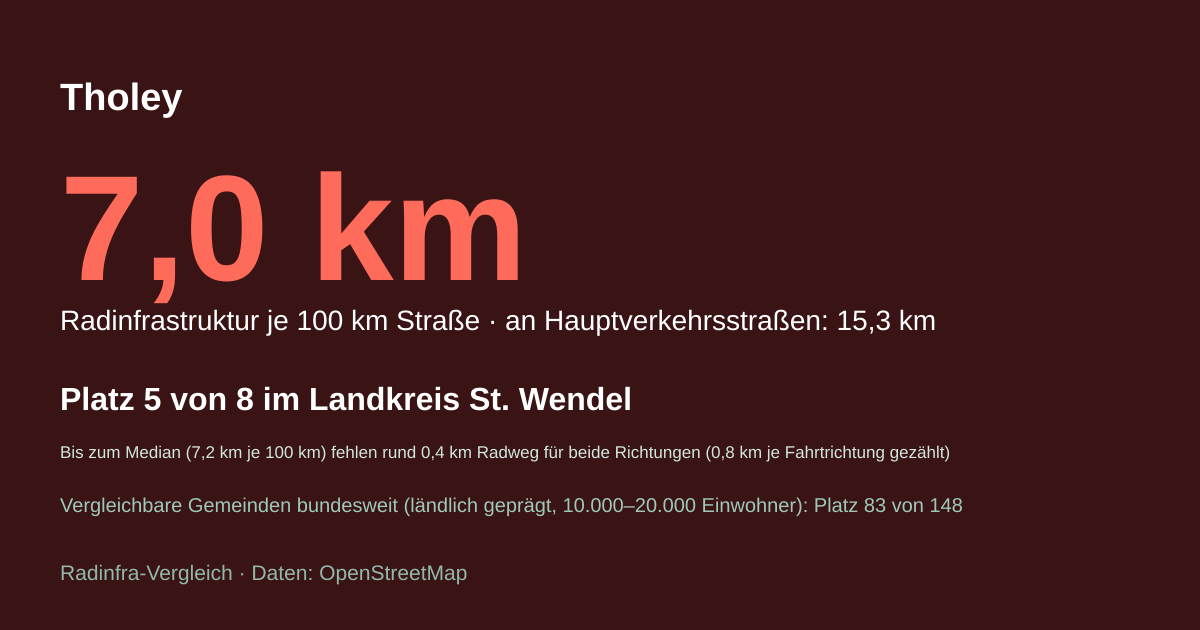 Tholey
7,0 km
Radinfrastruktur je 100 km Straße · an Hauptverkehrsstraßen: 15,3 km
Platz 5 von 8 im Landkreis St. Wendel
Bis zum Median (7,2 km je 100 km) fehlen rund 0,4 km Radweg für beide Richtungen (0,8 km je Fahrtrichtung gezählt)
Vergleichbare Gemeinden bundesweit (ländlich geprägt, 10.000–20.000 Einwohner): Platz 83 von 148
Radinfra-Vergleich · Daten: OpenStreetMap